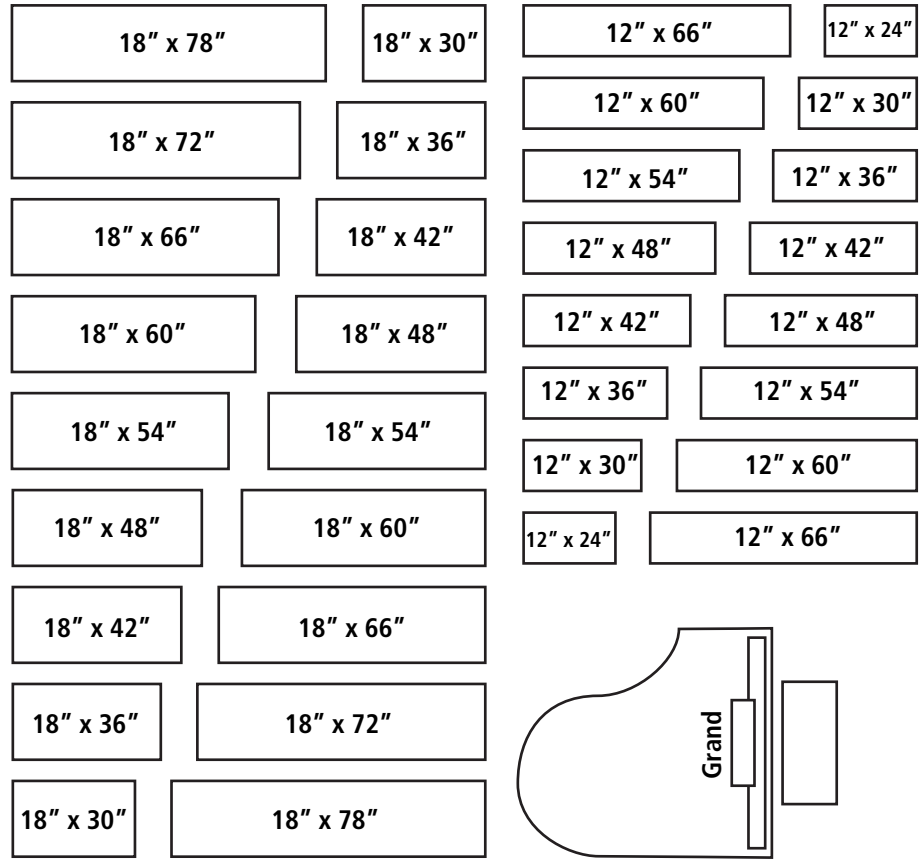 18” x 78”
18” x 30”
18” x 72”
18” x 36”
18” x 66”
18” x 42”
18” x 60”
18” x 48”
18” x 54”
18” x 54”
18” x 48”
18” x 60”
18” x 42”
18” x 66”
18” x 36”
18” x 72”
18” x 30”
18” x 78”
12” x 66”
12” x 24”
12” x 60”
12” x 30”
12” x 54”
12” x 36”
12” x 48”
12” x 42”
12” x 42”
12” x 48”
12” x 36”
12” x 54”
12” x 30”
12” x 60”
12” x 24”
12” x 66”
Grand